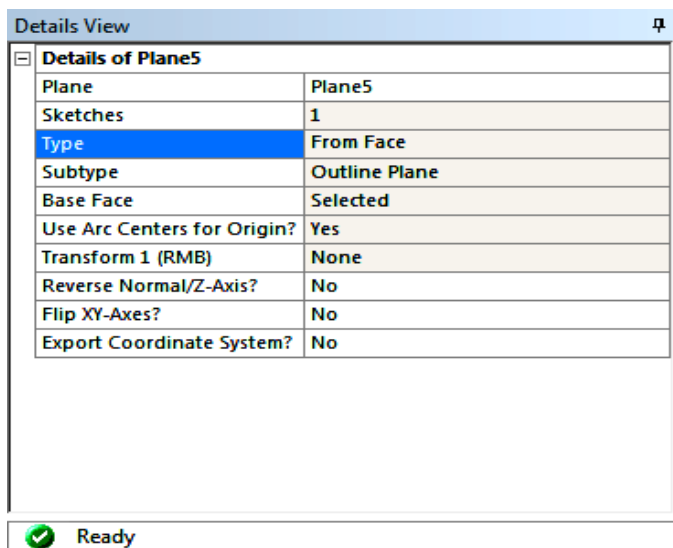 Details View
Details of Plane5
Plane Plane5
Sketches 1
Type From Face
Subtype Outline Plane
Base Face Selected
Use Arc Centers for Origin? Yes
Transform 1 (RMB) None
Reverse Normal/Z-Axis? No
Flip XY-Axes? No
Export Coordinate System? No
Ready